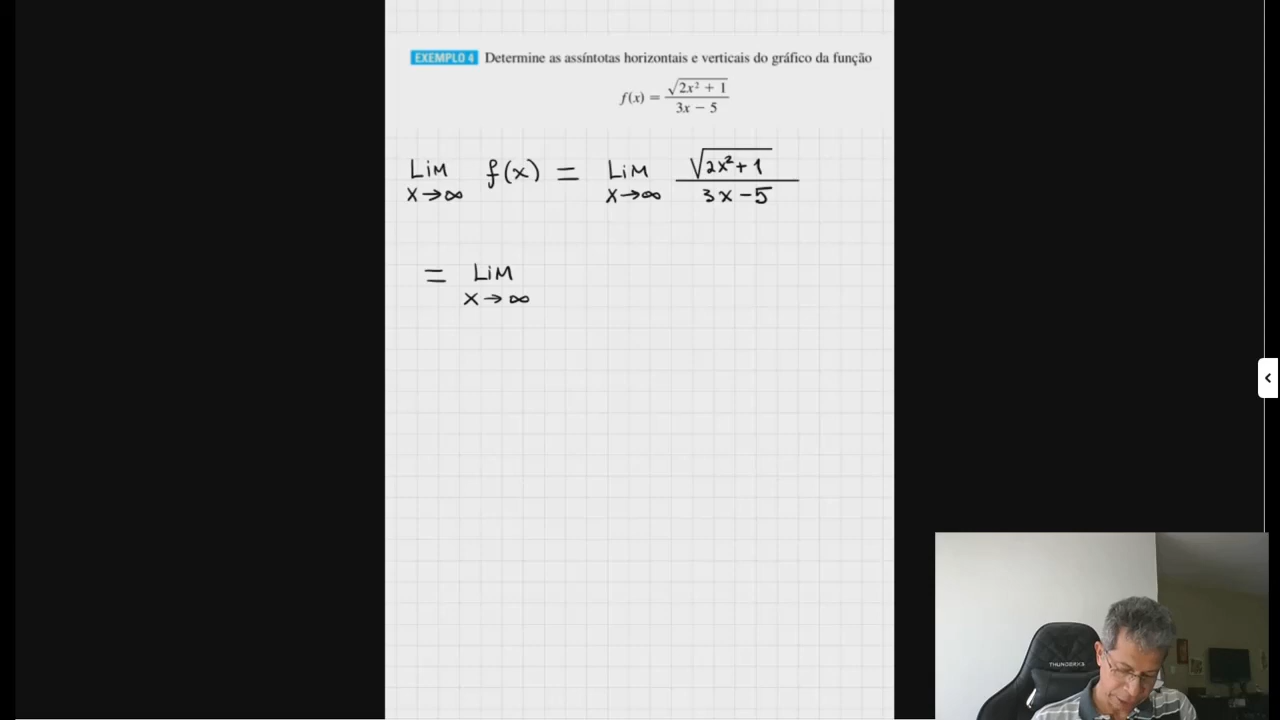 EXEMPLO 4 Determine as assíntotas horizontais e verticais do gráfico da função
f(x) = √(2x² + 1) / (3x − 5)
LiM x→∞ f(x) = LiM x→∞ √(2x²+1) / (3x−5)
= LiM x→∞
THUNDERX3